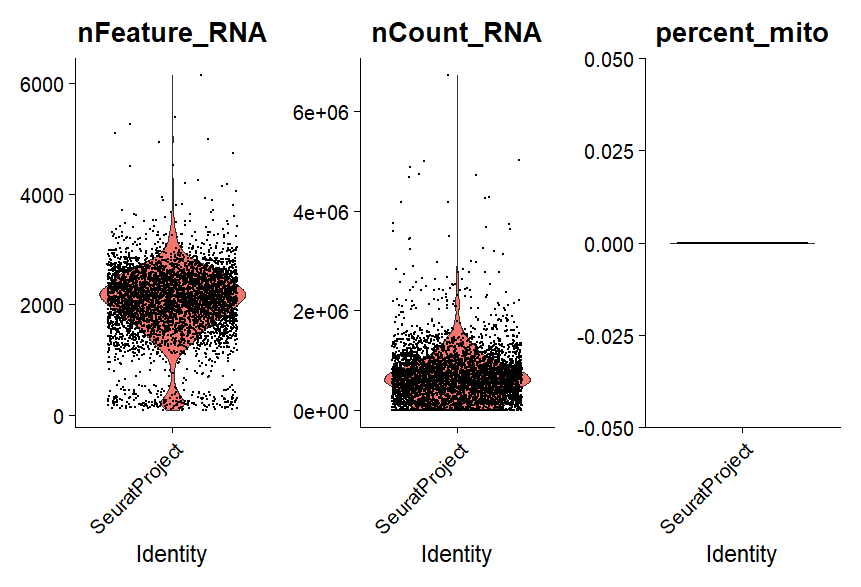 nFeature_RNA
6000
4000
2000
0
SeuratProject
Identity
nCount_RNA
6e+06
4e+06
2e+06
0e+00
SeuratProject
Identity
percent_mito
0.050
0.025
0.000
-0.025
-0.050
SeuratProject
Identity